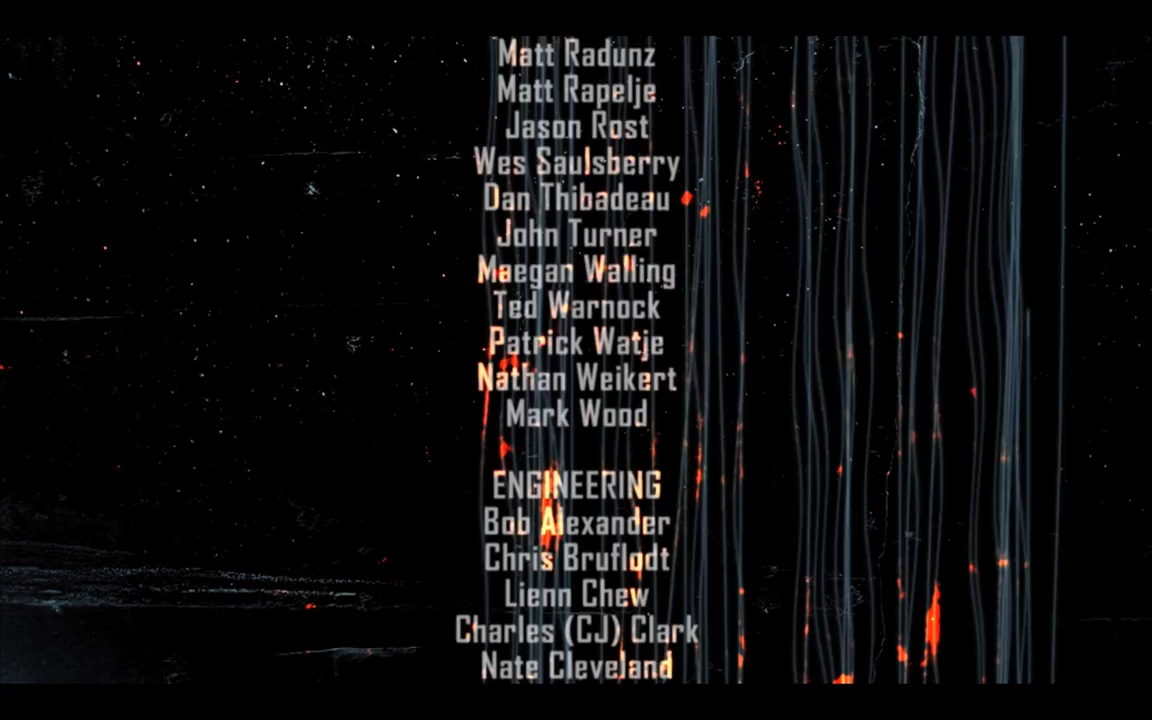 Matt Radunz
Matt Rapelje
Jason Rost
Wes Saulsberry
Dan Thibadeau
John Turner
Maegan Walling
Ted Warnock
Patrick Watje
Nathan Weikert
Mark Wood
ENGINEERING
Bob Alexander
Chris Bruflodt
Lienn Chew
Charles (CJ) Clark
Nate Cleveland